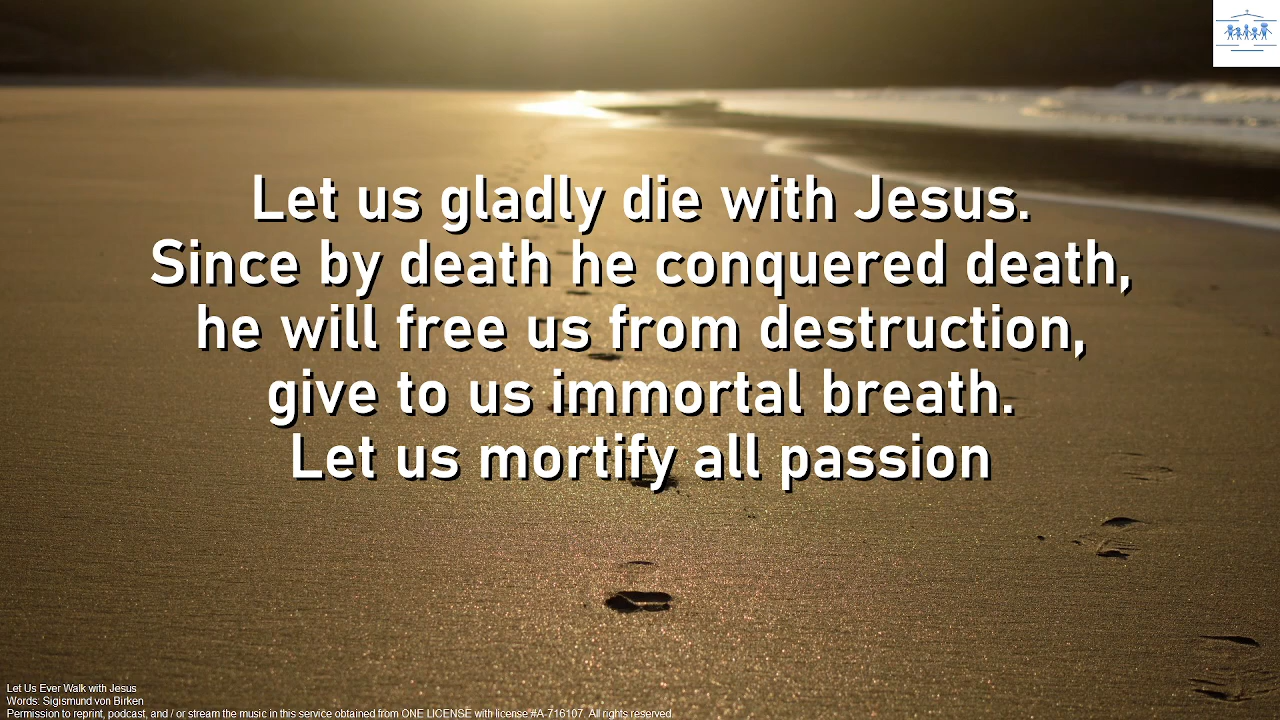 Let us gladly die with Jesus.
Since by death he conquered death,
he will free us from destruction,
give to us immortal breath.
Let us mortify all passion
Let Us Ever Walk with Jesus
Words: Sigismund von Birken
Permission to reprint, podcast, and / or stream the music in this service obtained from ONE LICENSE with license #A-716107. All rights reserved.